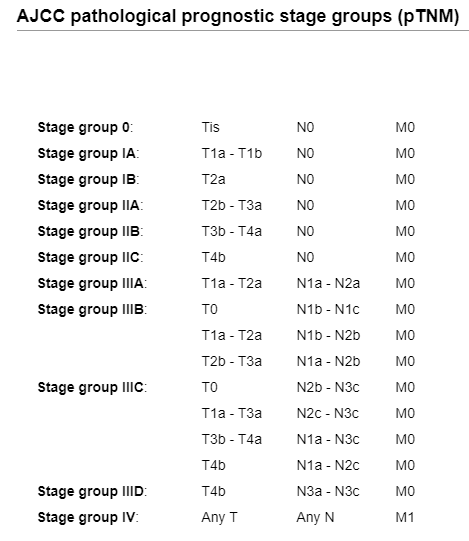 AJCC pathological prognostic stage groups (pTNM)
Stage group 0: Tis N0 M0
Stage group IA: T1a - T1b N0 M0
Stage group IB: T2a N0 M0
Stage group IIA: T2b - T3a N0 M0
Stage group IIB: T3b - T4a N0 M0
Stage group IIC: T4b N0 M0
Stage group IIIA: T1a - T2a N1a - N2a M0
Stage group IIIB: T0 N1b - N1c M0
T1a - T2a N1b - N2b M0
T2b - T3a N1a - N2b M0
Stage group IIIC: T0 N2b - N3c M0
T1a - T3a N2c - N3c M0
T3b - T4a N1a - N3c M0
T4b N1a - N2c M0
Stage group IIID: T4b N3a - N3c M0
Stage group IV: Any T Any N M1